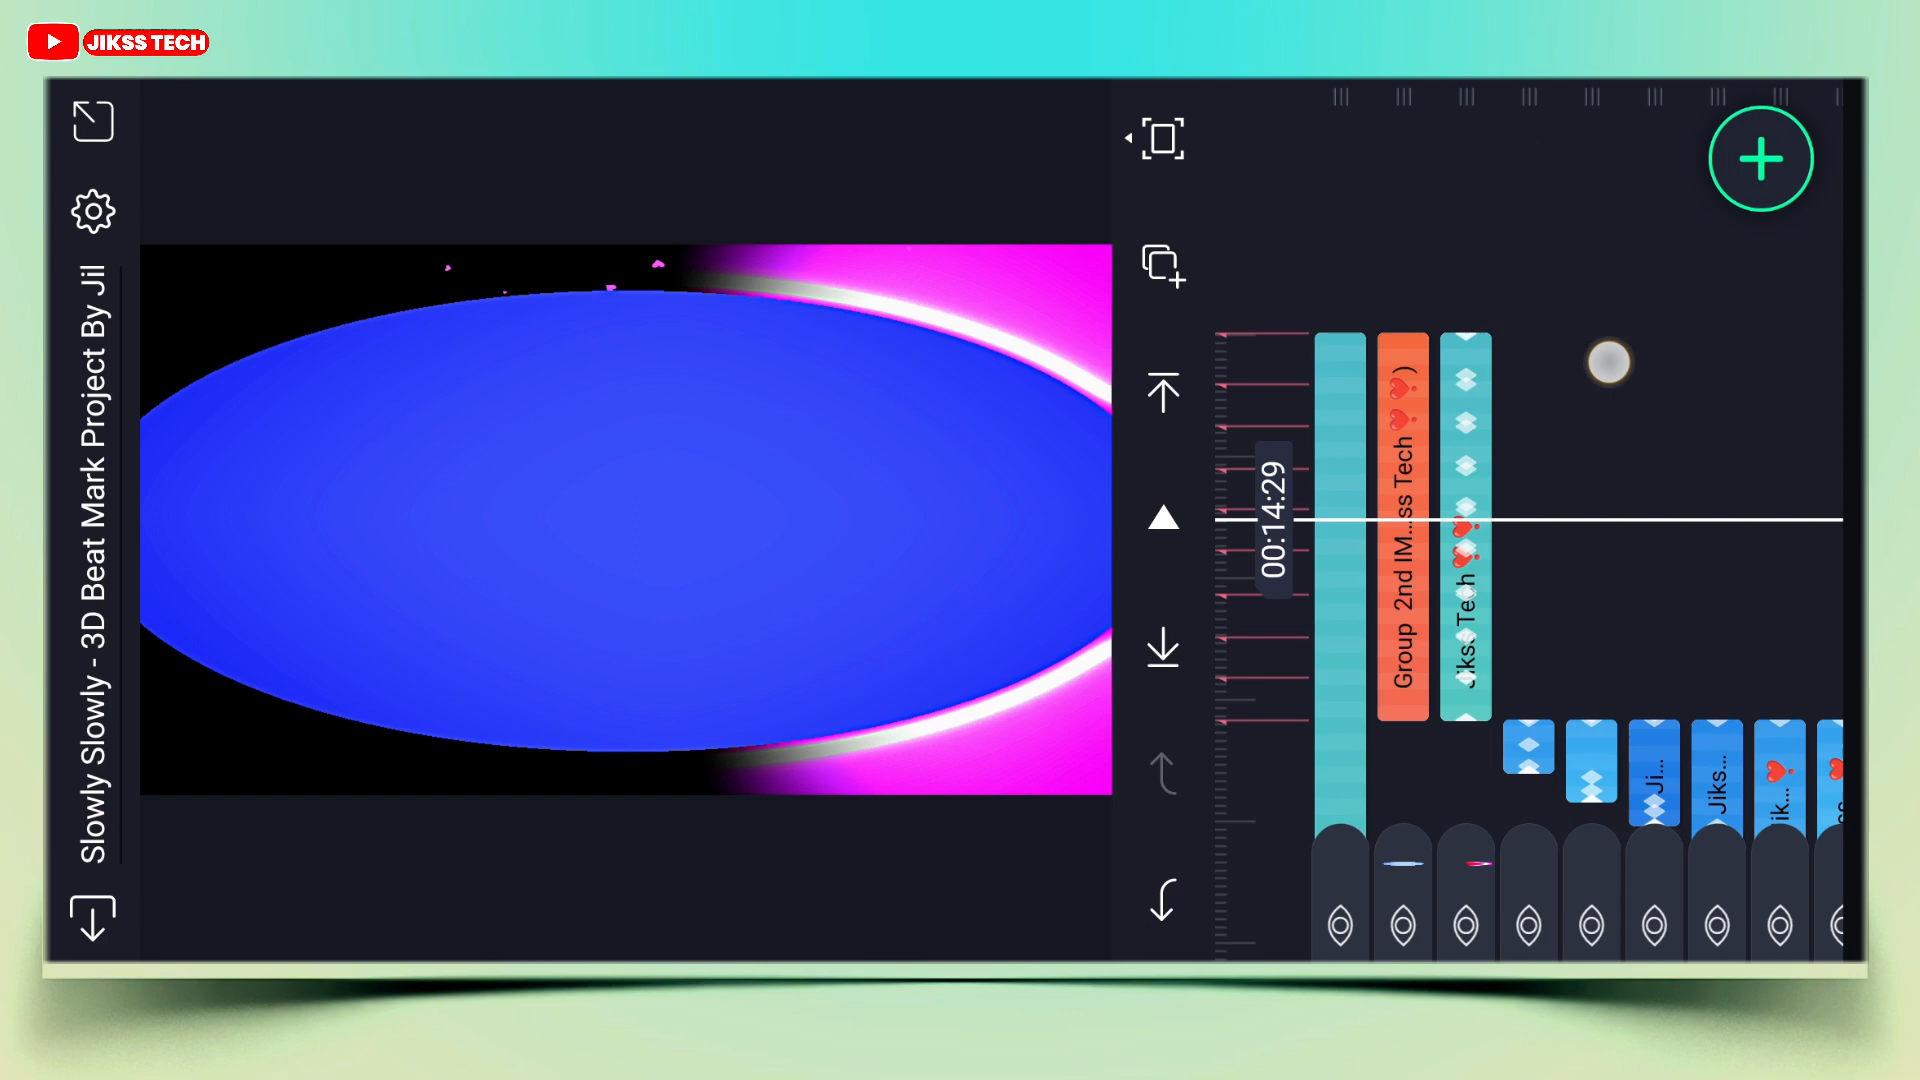 JIKSS TECH
Slowly Slowly - 3D Beat Mark Project By Jil
00:14:29
Group 2nd IM...ss Tech ❤️❤️)
Jikss Tech ❤️❤️
Ji...
Jiks...